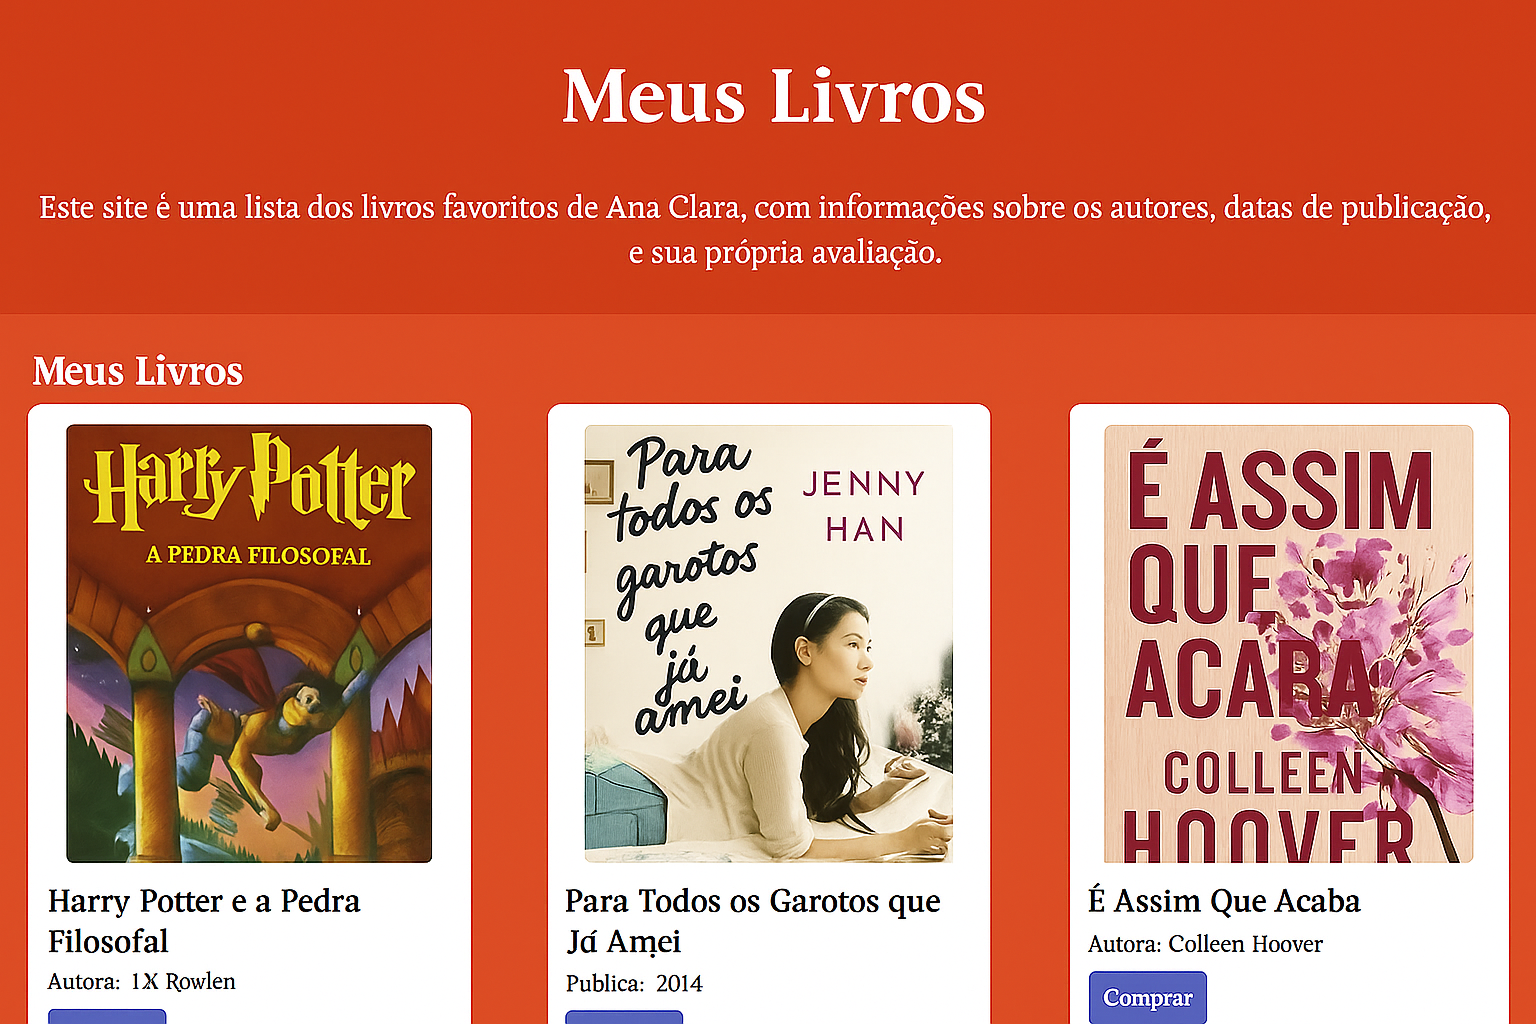 Meus Livros
Este site é uma lista dos livros favoritos de Ana Clara, com informações sobre os autores, datas de publicação,
e sua própria avaliação.
Meus Livros
Harry Potter
A PEDRA FILOSOFAL
Harry Potter e a Pedra
Filosofal
Autora: 1X Rowlen
Para
todos os
garotos
que
já
amei
JENNY
HAN
Para Todos os Garotos que
Já Amei
Publica: 2014
É ASSIM
QUE
ACABA
COLLEEN
HOOVER
É Assim Que Acaba
Autora: Colleen Hoover
Comprar